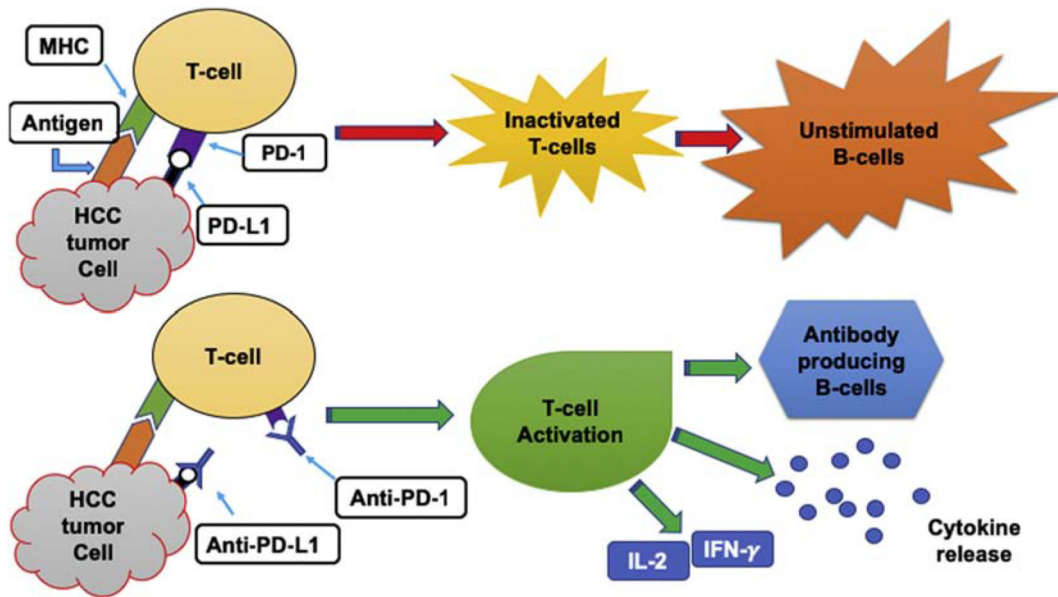 MHC
T-cell
Antigen
PD-1
Inactivated
T-cells
Unstimulated
B-cells
HCC
tumor
Cell
PD-L1
T-cell
Antibody
producing
B-cells
T-cell
Activation
HCC
tumor
Cell
Anti-PD-1
Anti-PD-L1
IL-2
IFN-γ
Cytokine
release